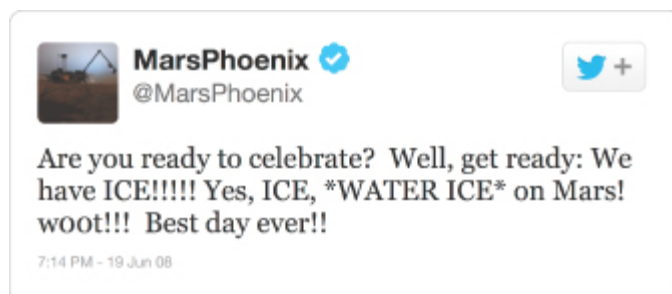 MarsPhoenix
@MarsPhoenix
+
Are you ready to celebrate?  Well, get ready: We
have ICE!!!!! Yes, ICE, *WATER ICE* on Mars!
w00t!!!  Best day ever!!
7:14 PM - 19 Jun 08